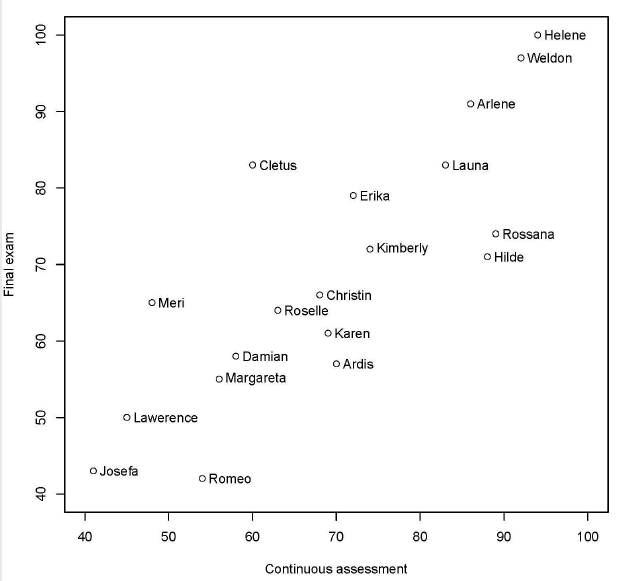 Helene
Weldon
Arlene
Cletus
Launa
Erika
Rossana
Kimberly
Hilde
Christin
Meri
Roselle
Karen
Damian
Ardis
Margareta
Lawerence
Josefa
Romeo
100
90
80
70
60
50
40
Final exam
40 50 60 70 80 90 100
Continuous assessment